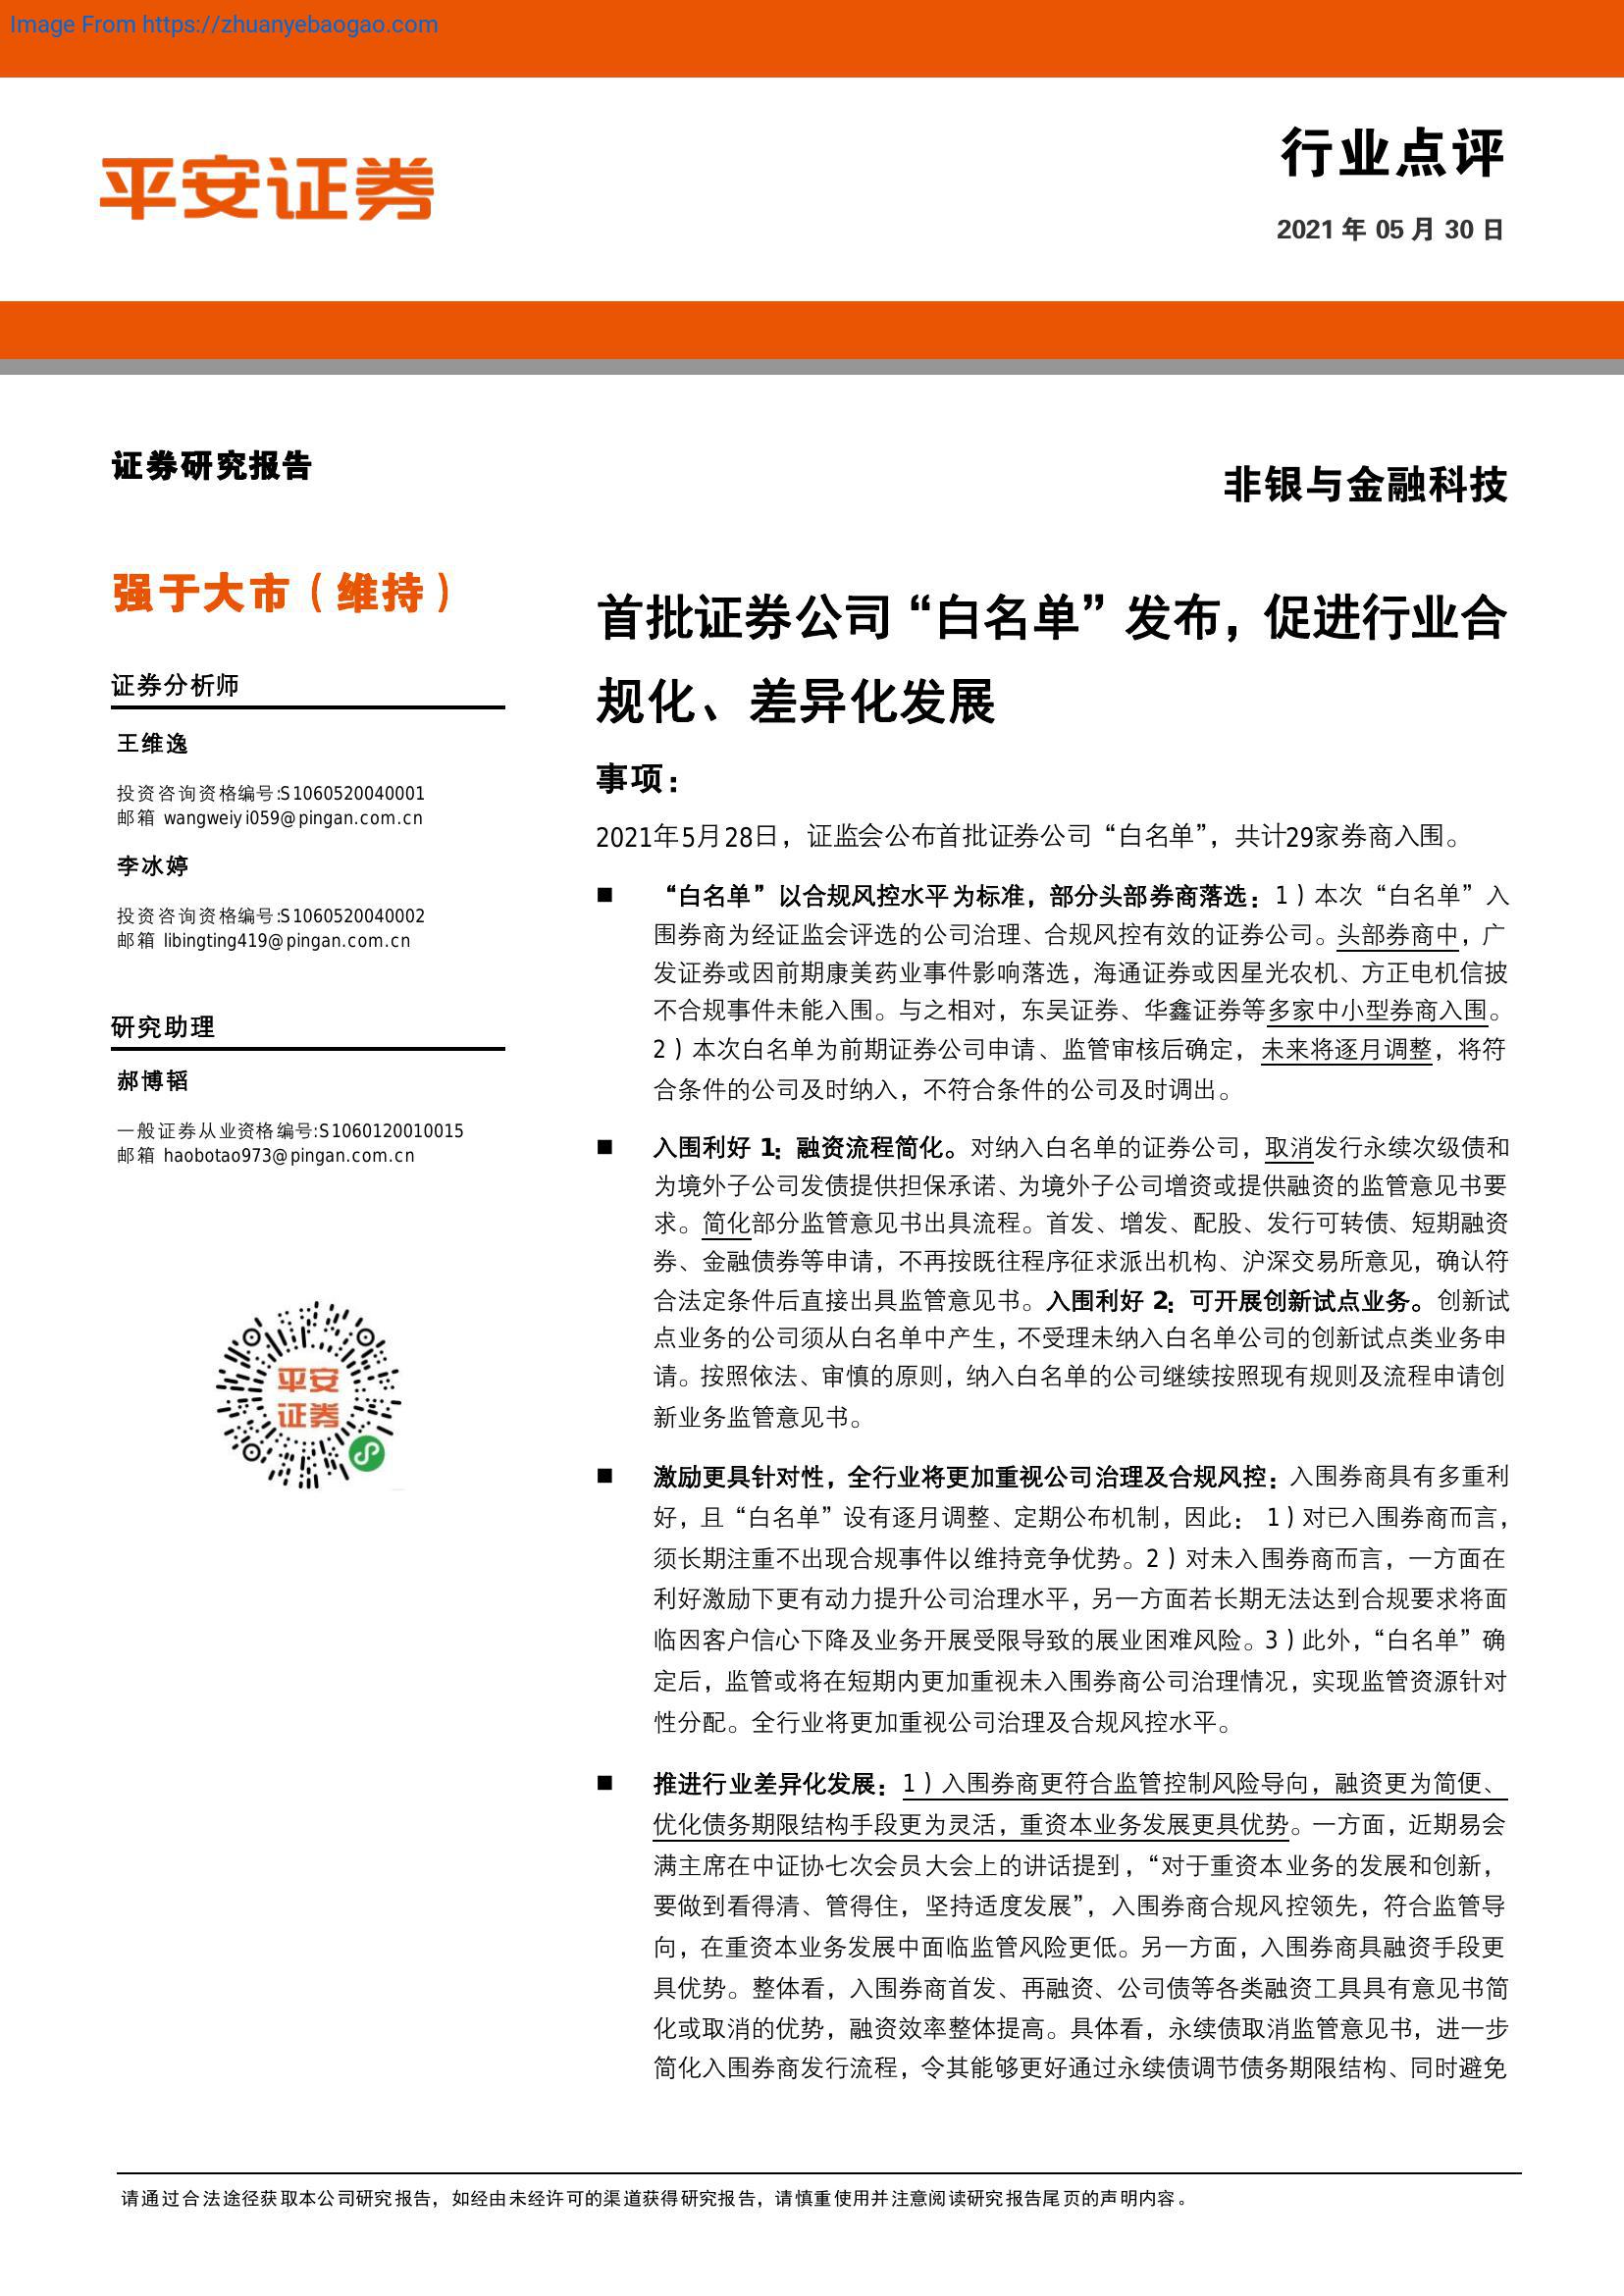 Image From https://zhuanyebaogao.com
平安证券
行业点评
2021 年 05 月 30 日
证券研究报告
非银与金融科技
强于大市（维持）
证券分析师
王维逸
投资咨询资格编号:S1060520040001
邮箱 wangweiyi059@pingan.com.cn
李冰婷
投资咨询资格编号:S1060520040002
邮箱 libingting419@pingan.com.cn
研究助理
郝博韬
一般证券从业资格编号:S1060120010015
邮箱 haobotao973@pingan.com.cn
平安
证券
首批证券公司“白名单”发布，促进行业合
规化、差异化发展
事项：
2021年5月28日，证监会公布首批证券公司“白名单”，共计29家券商入围。
■ “白名单”以合规风控水平为标准，部分头部券商落选：1）本次“白名单”入
围券商为经证监会评选的公司治理、合规风控有效的证券公司。头部券商中，广
发证券或因前期康美药业事件影响落选，海通证券或因星光农机、方正电机信披
不合规事件未能入围。与之相对，东吴证券、华鑫证券等多家中小型券商入围。
2）本次白名单为前期证券公司申请、监管审核后确定，未来将逐月调整，将符
合条件的公司及时纳入，不符合条件的公司及时调出。
■ 入围利好 1：融资流程简化。对纳入白名单的证券公司，取消发行永续次级债和
为境外子公司发债提供担保承诺、为境外子公司增资或提供融资的监管意见书要
求。简化部分监管意见书出具流程。首发、增发、配股、发行可转债、短期融资
券、金融债券等申请，不再按既往程序征求派出机构、沪深交易所意见，确认符
合法定条件后直接出具监管意见书。入围利好 2：可开展创新试点业务。创新试
点业务的公司须从白名单中产生，不受理未纳入白名单公司的创新试点类业务申
请。按照依法、审慎的原则，纳入白名单的公司继续按照现有规则及流程申请创
新业务监管意见书。
■ 激励更具针对性，全行业将更加重视公司治理及合规风控：入围券商具有多重利
好，且“白名单”设有逐月调整、定期公布机制，因此： 1）对已入围券商而言，
须长期注重不出现合规事件以维持竞争优势。2）对未入围券商而言，一方面在
利好激励下更有动力提升公司治理水平，另一方面若长期无法达到合规要求将面
临因客户信心下降及业务开展受限导致的展业困难风险。3）此外，“白名单”确
定后，监管或将在短期内更加重视未入围券商公司治理情况，实现监管资源针对
性分配。全行业将更加重视公司治理及合规风控水平。
■ 推进行业差异化发展：1）入围券商更符合监管控制风险导向，融资更为简便、
优化债务期限结构手段更为灵活，重资本业务发展更具优势。一方面，近期易会
满主席在中证协七次会员大会上的讲话提到，“对于重资本业务的发展和创新，
要做到看得清、管得住，坚持适度发展”，入围券商合规风控领先，符合监管导
向，在重资本业务发展中面临监管风险更低。另一方面，入围券商具融资手段更
具优势。整体看，入围券商首发、再融资、公司债等各类融资工具具有意见书简
化或取消的优势，融资效率整体提高。具体看，永续债取消监管意见书，进一步
简化入围券商发行流程，令其能够更好通过永续债调节债务期限结构、同时避免
请通过合法途径获取本公司研究报告，如经由未经许可的渠道获得研究报告，请慎重使用并注意阅读研究报告尾页的声明内容。